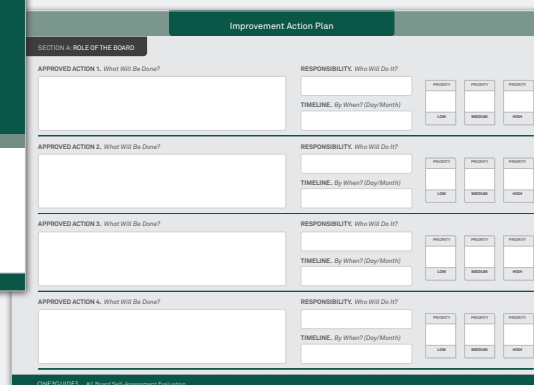 Improvement Action Plan
SECTION A: ROLE OF THE BOARD
APPROVED ACTION 1. What Will Be Done?
RESPONSIBILITY. Who Will Do It?
TIMELINE. By When? (Day/Month)
PRIORITY PRIORITY PRIORITY
LOW MEDIUM HIGH
APPROVED ACTION 2. What Will Be Done?
RESPONSIBILITY. Who Will Do It?
TIMELINE. By When? (Day/Month)
PRIORITY PRIORITY PRIORITY
LOW MEDIUM HIGH
APPROVED ACTION 3. What Will Be Done?
RESPONSIBILITY. Who Will Do It?
TIMELINE. By When? (Day/Month)
PRIORITY PRIORITY PRIORITY
LOW MEDIUM HIGH
APPROVED ACTION 4. What Will Be Done?
RESPONSIBILITY. Who Will Do It?
TIMELINE. By When? (Day/Month)
PRIORITY PRIORITY PRIORITY
LOW MEDIUM HIGH
#1 Board Self-Assessment Evaluation